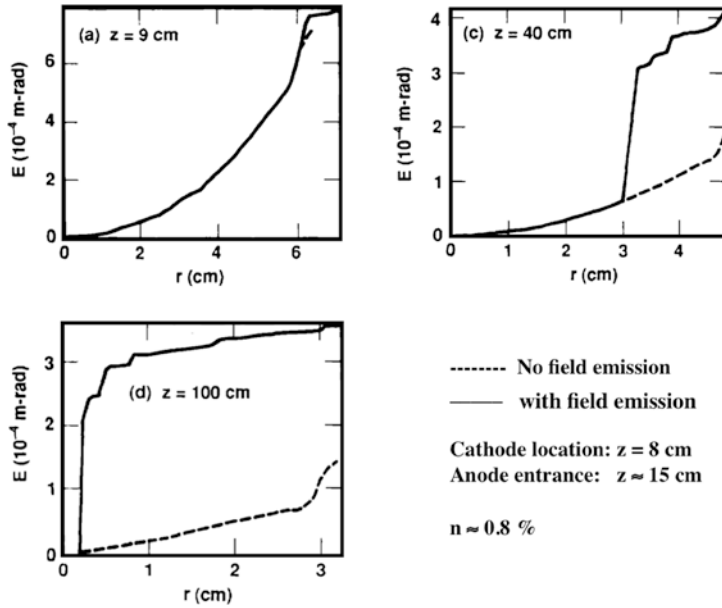 (a) z = 9 cm
E (10⁻⁴ m-rad)
6
4
2
0
0 2 4 6
r (cm)
(c) z = 40 cm
E (10⁻⁴ m-rad)
4
3
2
1
0
0 1 2 3 4
r (cm)
(d) z = 100 cm
E (10⁻⁴ m-rad)
3
2
1
0
0 1 2 3
r (cm)
No field emission
with field emission
Cathode location: z = 8 cm
Anode entrance: z ≈ 15 cm
n ≈ 0.8 %